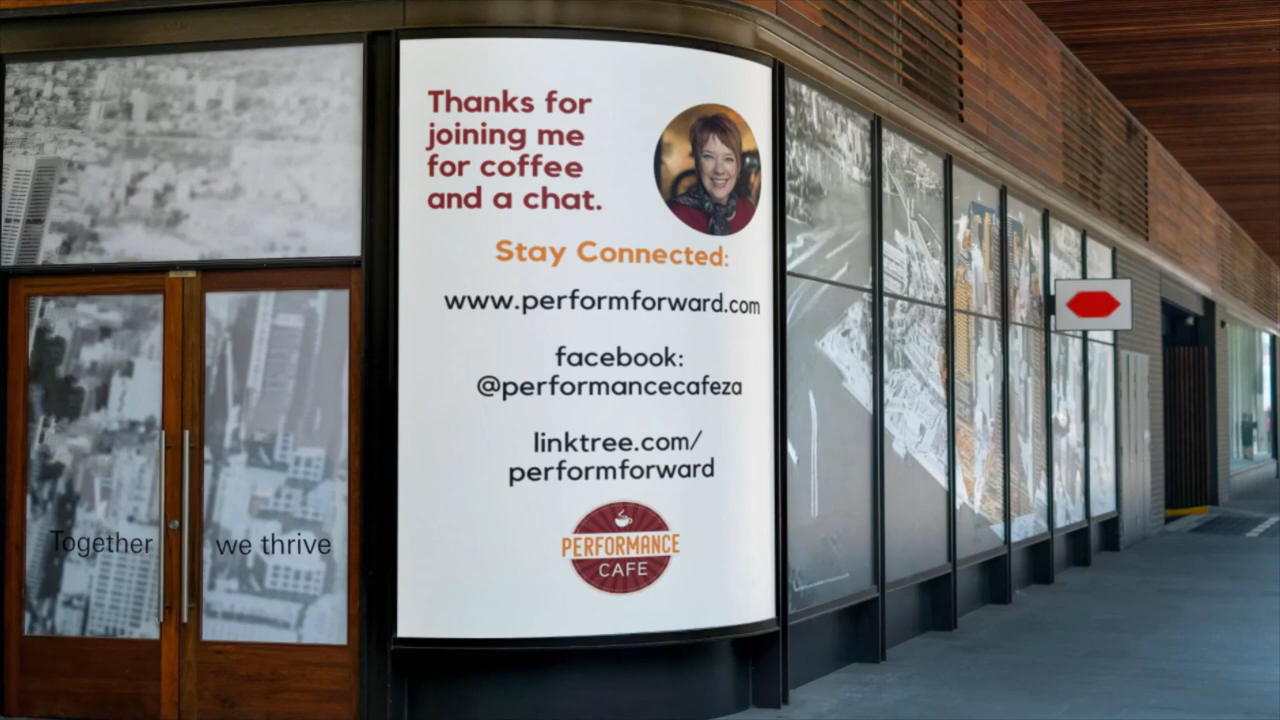 Thanks for
joining me
for coffee
and a chat.
Stay Connected:
www.performforward.com
facebook:
@performancecafeza
linktree.com/
performforward
PERFORMANCE
CAFE
Together we thrive